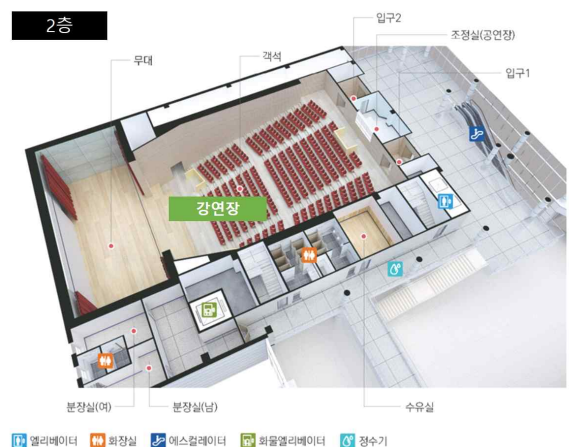 2층
입구2
조정실(공연장)
무대
객석
입구1
강연장
분장실(여)
분장실(남)
수유실
엘리베이터
화장실
에스컬레이터
화물엘리베이터
정수기